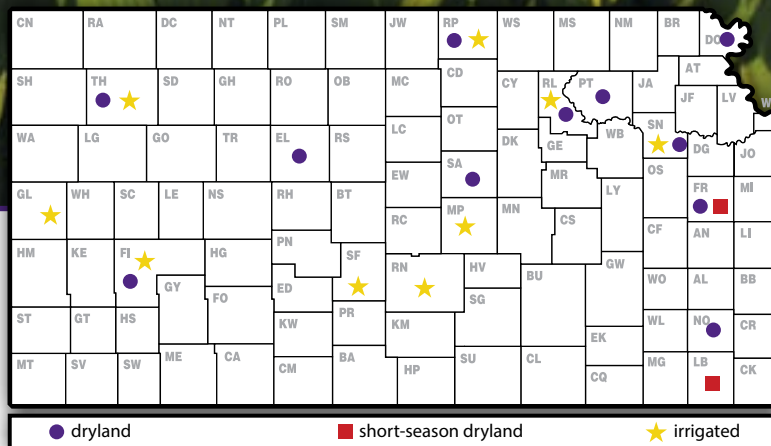 CN RA DC NT PL SM JW RP WS MS NM BR DO
SH TH SD GH RO OB MC CD CY RL PT JA AT
JF LV W
WA LG GO TR EL RS LC OT DK GE WB SN DG JO
GL WH SC LE NS RH BT EW SA MR LY OS FR MI
RC MP MN CS
HM KE FI HG PN SF RN HV BU GW CF AN LI
GY FO ED SG WO AL BB
ST GT HS KW PR KM EK WL NO CR
MT SV SW ME CA CM BA HP SU CL CQ MG LB CK
dryland short-season dryland irrigated